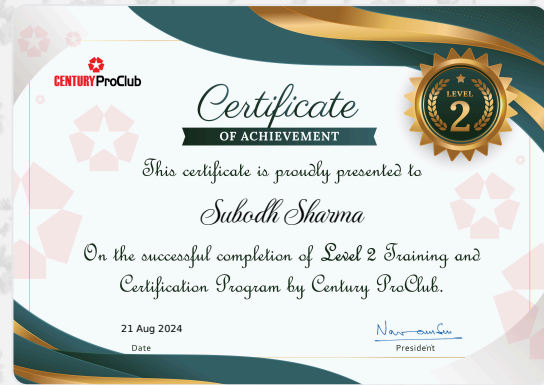 CENTURY ProClub
LEVEL
2
Certificate
OF ACHIEVEMENT
This certificate is proudly presented to
Subodh Sharma
On the successful completion of Level 2 Training and
Certification Program by Century ProClub.
21 Aug 2024
Date
President